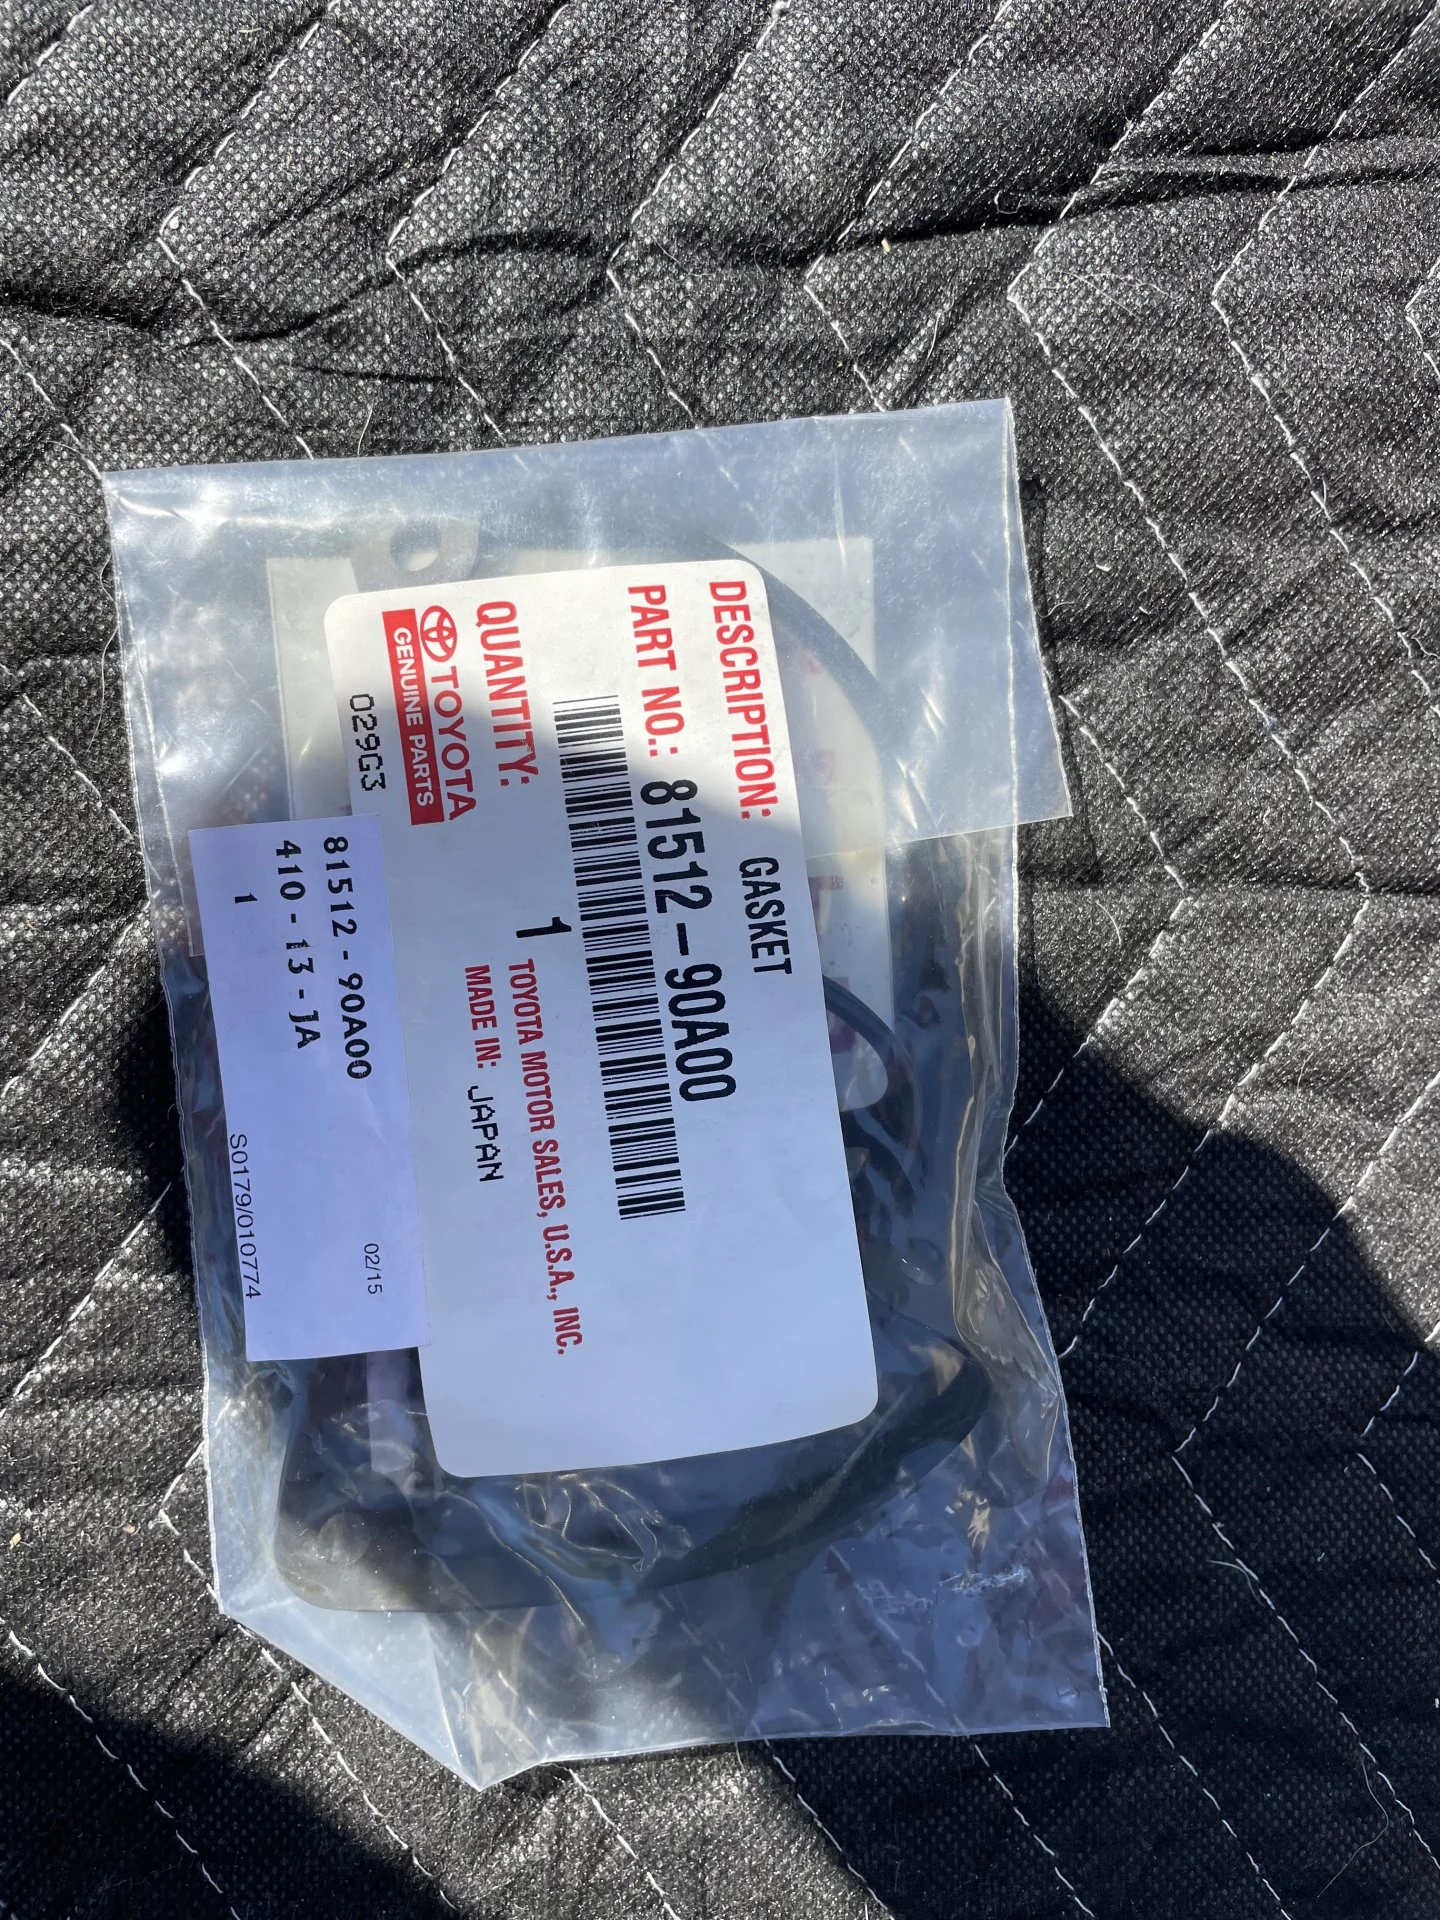 DESCRIPTION: GASKET
PART NO.: 81512-90A00
QUANTITY: 1
TOYOTA
GENUINE PARTS
TOYOTA MOTOR SALES, U.S.A., INC.
MADE IN: JAPAN
029G3
81512-90A00
410-13-JA
1
02/15
S0179/010774